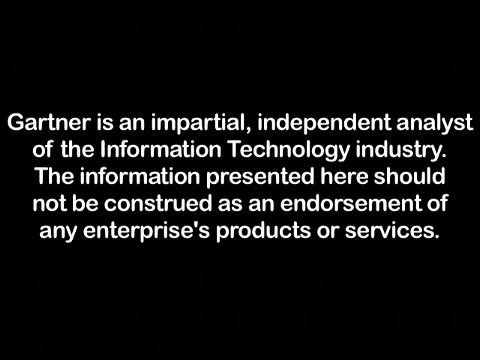 Gartner is an impartial, independent analyst
of the Information Technology industry.
The information presented here should
not be construed as an endorsement of
any enterprise's products or services.